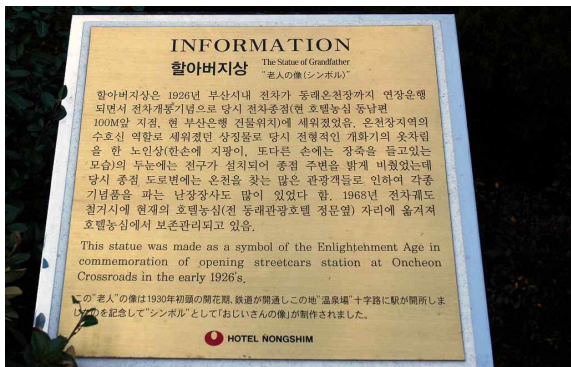 INFORMATION
할아버지상 The Statue of Grandfather
"老人の像(シンボル)"
할아버지상은 1926년 부산시내 전차가 동래온천장까지 연장운행
되면서 전차개통기념으로 당시 전차종점(현 호텔농심 동남편
100M앞 지점, 현 부산은행 건물위치)에 세워졌었음. 온천장지역의
수호신 역할로 세워졌던 상징물로 당시 전형적인 개화기의 옷차림
을 한 노인상(한손에 지팡이, 또다른 손에는 장죽을 들고있는
모습)의 두눈에는 전구가 설치되어 종점 주변을 밝게 비췄었는데
당시 종점 도로변에는 온천을 찾는 많은 관광객들로 인하여 각종
기념품을 파는 난장장사도 많이 있었다 함. 1968년 전차궤도
철거시에 현재의 호텔농심(전 동래관광호텔 정문옆) 자리에 옮겨져
호텔농심에서 보존관리되고 있음.
This statue was made as a symbol of the Enlightenment Age in
commemoration of opening streetcars station at Oncheon
Crossroads in the early 1926's.
この"老人"の像は1930年初頭の開花期、鉄道が開通しこの地"温泉場"十字路に駅が開所しま
したのを記念して"シンボル"として「おじいさんの像」が制作されました。
HOTEL NONGSHIM